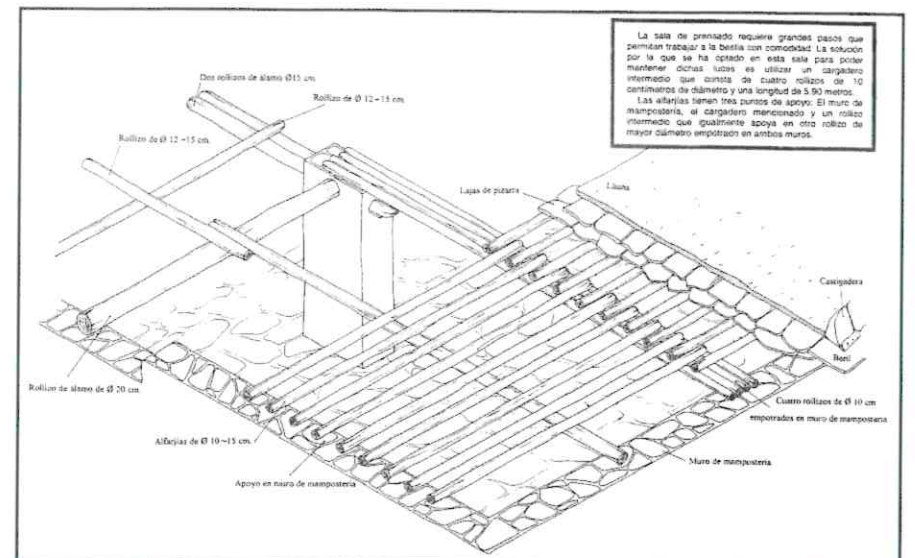 La sala de prensado requiere grandes pasos que
permitan trabajar a la bestia con comodidad. La solución
por la que se ha optado en esta sala para poder
mantener dichas luces es utilizar un cargadero
intermedio que consta de cuatro rollizos de 10
centímetros de diámetro y una longitud de 5.90 metros.
Las alfarjías tienen tres puntos de apoyo: El muro de
mampostería, el cargadero mencionado y un rollizo
intermedio que igualmente apoya en otro rollizo de
mayor diámetro empotrado en ambos muros.
Dos rollizos de álamo Ø15 cm.
Rollizo de Ø 12 ~15 cm.
Rollizo de Ø 12 ~15 cm.
Lajas de pizarra
Launa
Castigadera
Beril
Rollizo de álamo de Ø 20 cm.
Cuatro rollizos de Ø 10 cm
empotrados en muro de mampostería
Alfarjías de Ø 10 ~15 cm.
Muro de mampostería
Apoyo en muro de mampostería